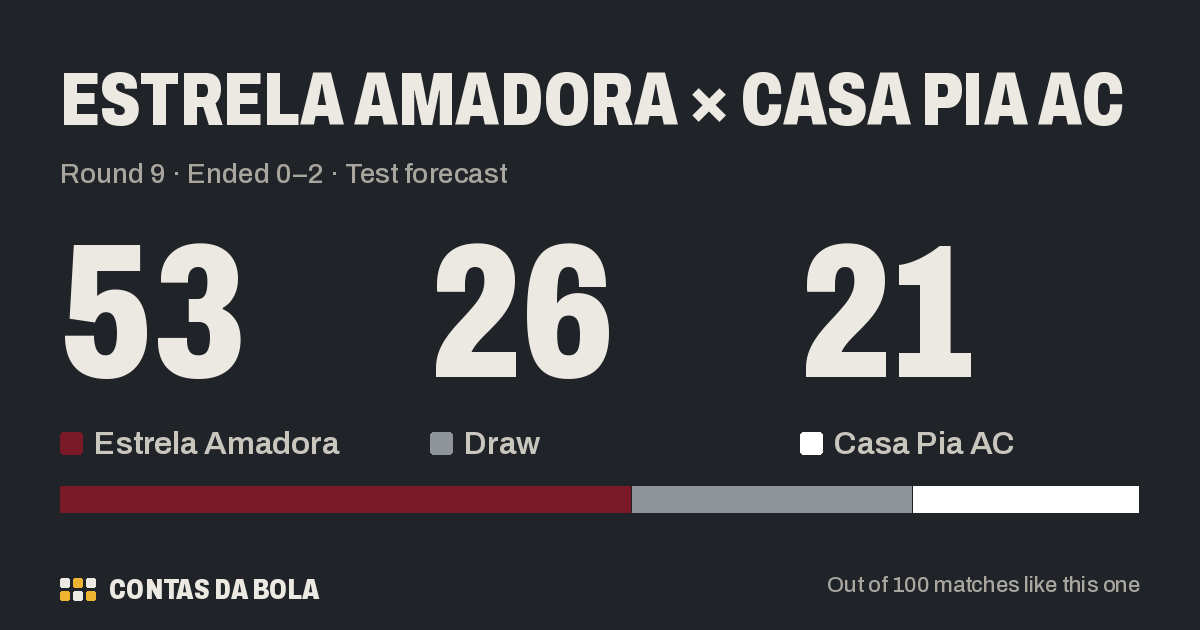 ESTRELA AMADORA × CASA PIA AC
Round 9 · Ended 0–2 · Test forecast
53 26 21
Estrela Amadora Draw Casa Pia AC
CONTAS DA BOLA
Out of 100 matches like this one